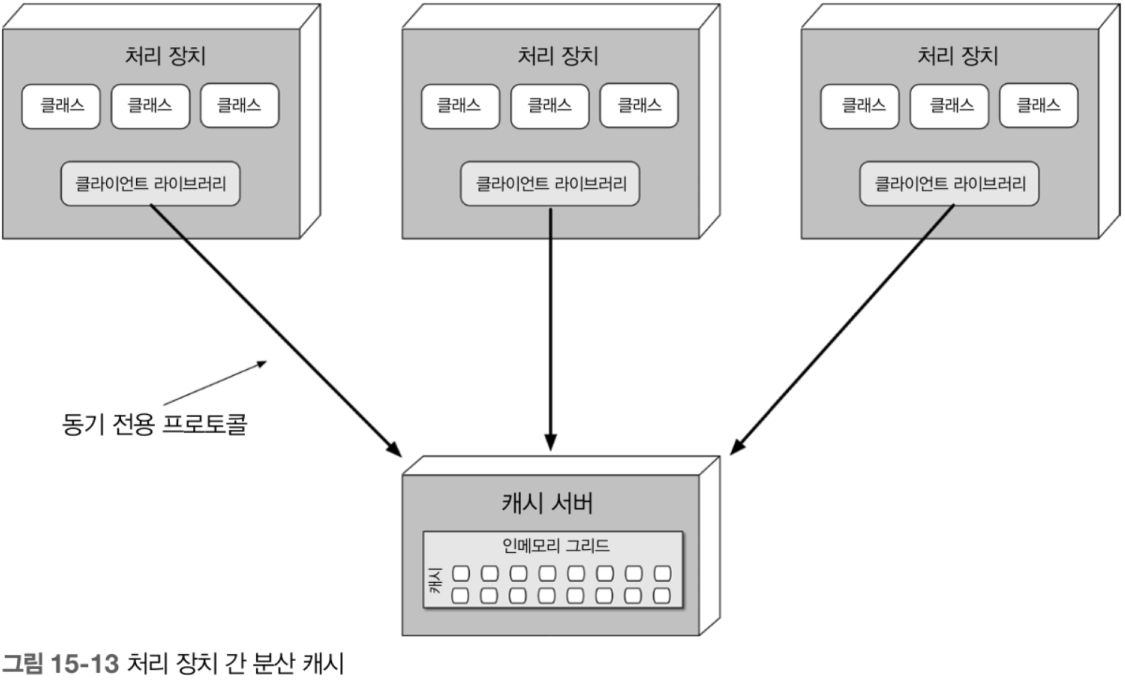 처리 장치
클래스 클래스 클래스
클라이언트 라이브러리
처리 장치
클래스 클래스 클래스
클라이언트 라이브러리
처리 장치
클래스 클래스 클래스
클라이언트 라이브러리
동기 전용 프로토콜
캐시 서버
인메모리 그리드
캐시
그림 15-13 처리 장치 간 분산 캐시